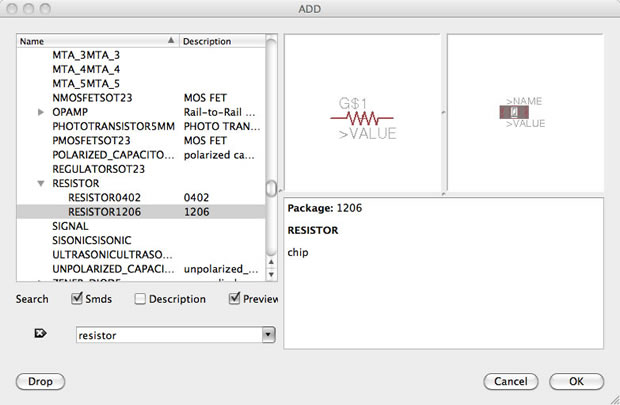 ADD
Name Description
MTA_3MTA_3
MTA_4MTA_4
MTA_5MTA_5
NMOSFETSOT23 MOS FET
OPAMP Rail-to-Rail ...
PHOTOTRANSISTOR5MM PHOTO TRAN...
PMOSFETSOT23 MOS FET
POLARIZED_CAPACITO... polarized ca...
REGULATORSOT23
RESISTOR
RESISTOR0402 0402
RESISTOR1206 1206
SIGNAL
SISONICSISONIC
ULTRASONICULTRASO...
UNPOLARIZED_CAPACI... unpolarized_...
Search Smds Description Preview
resistor
Drop
G$1
>VALUE
>NAME
>VALUE
Package: 1206
RESISTOR
chip
Cancel OK